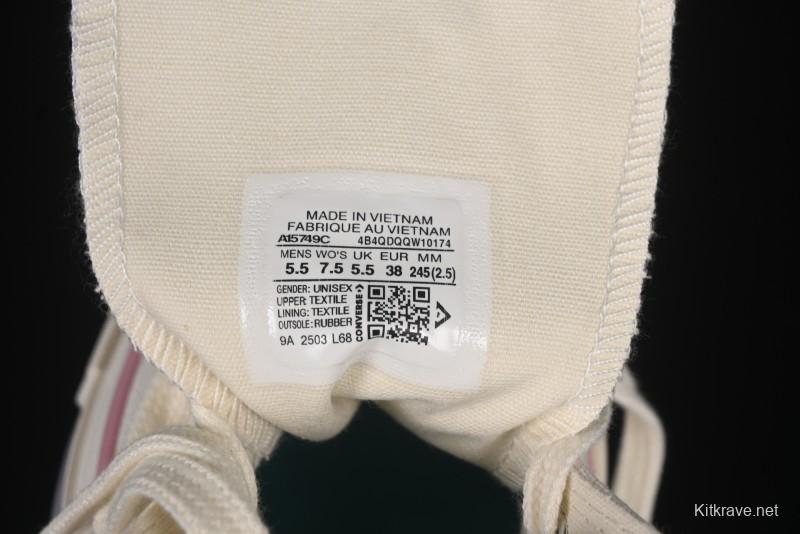 MADE IN VIETNAM
FABRIQUE AU VIETNAM
A15749C 4B4QDQQW10174
MENS WO'S UK EUR MM
5.5 7.5 5.5 38 245(2.5)
GENDER: UNISEX
UPPER: TEXTILE
LINING: TEXTILE
OUTSOLE: RUBBER
CONVERSE
9A 2503 L68
Kitkrave.net